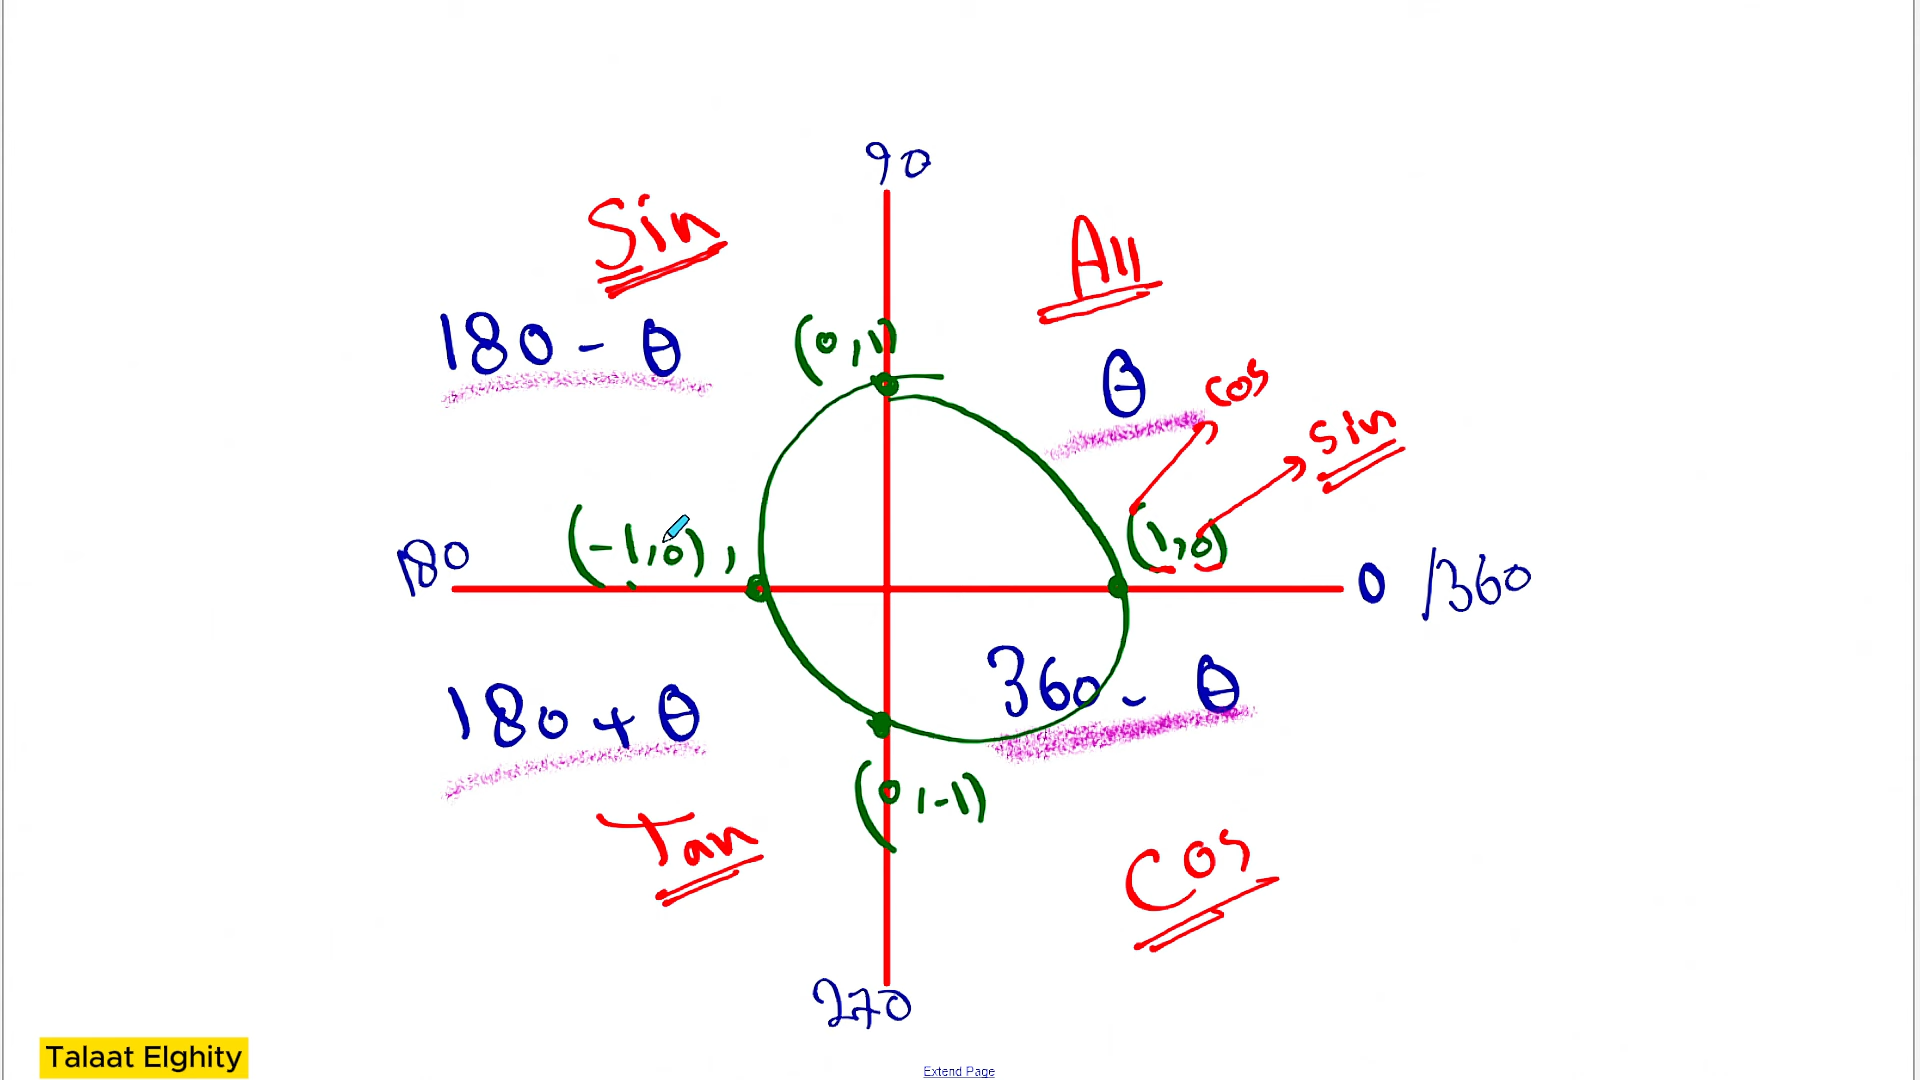 90
Sin
All
180 - θ
(0,1)
θ
cos
sin
180
(-1,0),
(1,0)
0 /360
180 + θ
360 - θ
(0,-1)
Tan
Cos
270
Talaat Elghity
Extend Page